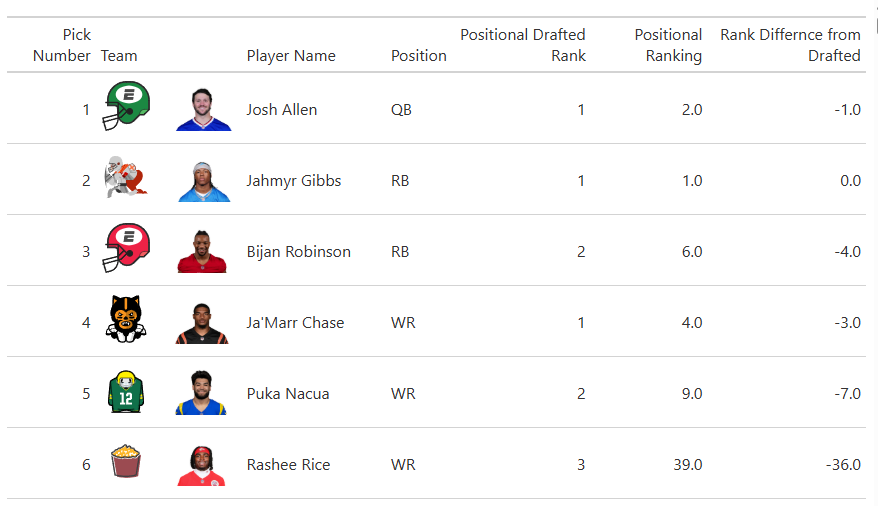 Pick Number Team Player Name Position Positional Drafted Rank Positional Ranking Rank Differnce from Drafted
1 E Josh Allen QB 1 2.0 -1.0
2 Jahmyr Gibbs RB 1 1.0 0.0
3 E Bijan Robinson RB 2 6.0 -4.0
4 Ja'Marr Chase WR 1 4.0 -3.0
5 12 Puka Nacua WR 2 9.0 -7.0
6 Rashee Rice WR 3 39.0 -36.0